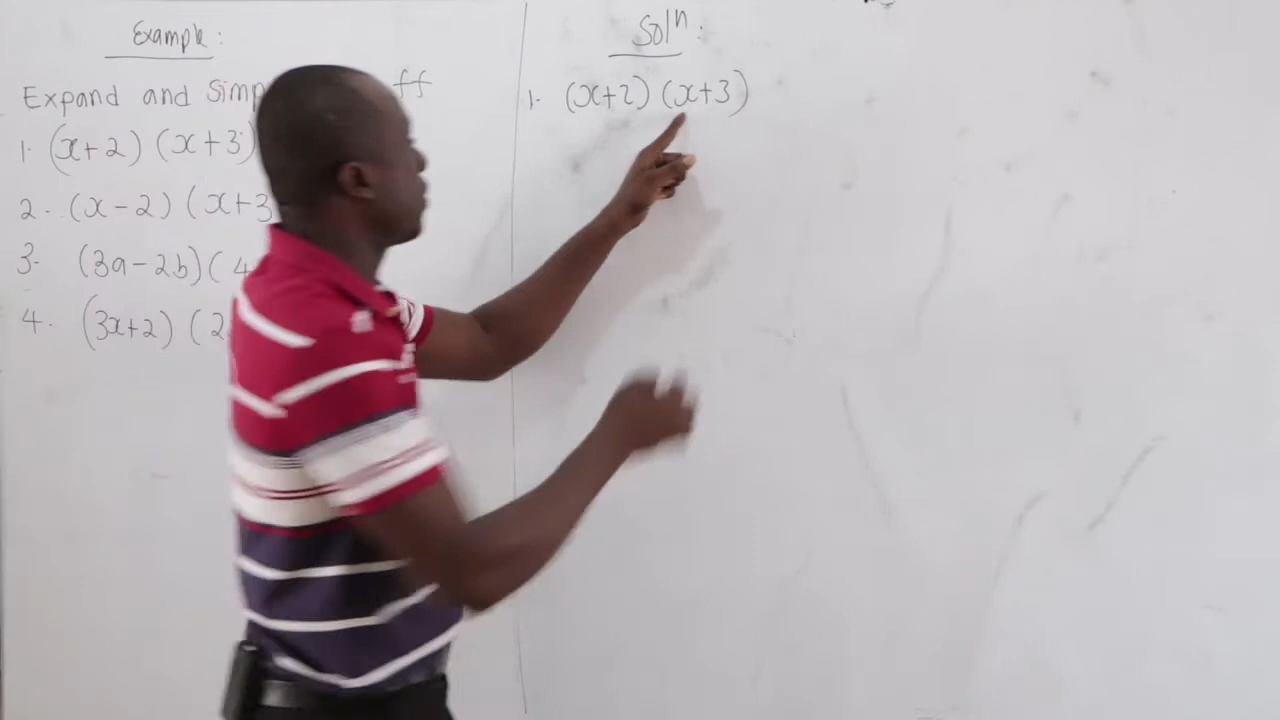 Example:
Expand and Simp ff
1. (x+2) (x+3)
2. (x-2) (x+3
3. (3a-2b)( 4
4. (3x+2) (2
Solⁿ:
1. (x+2) (x+3)